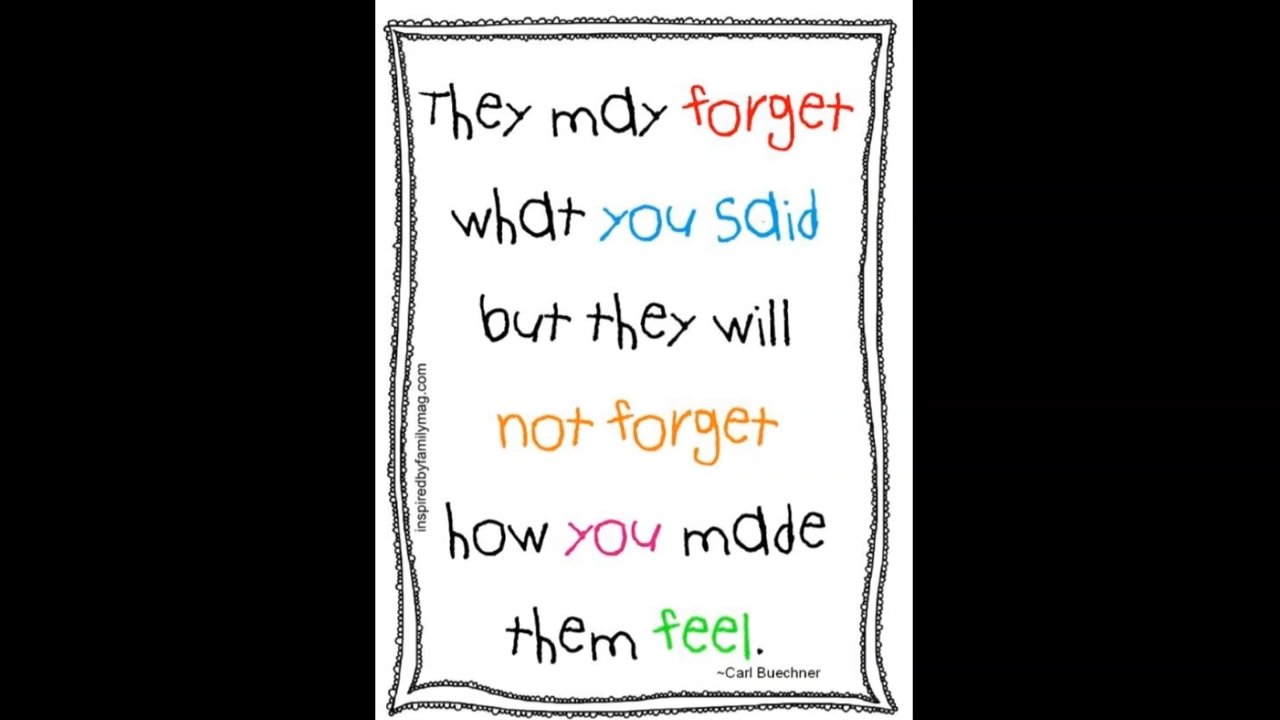 They may forget
what you said
but they will
not forget
how you made
them feel.
~Carl Buechner
inspiredbyfamilymag.com